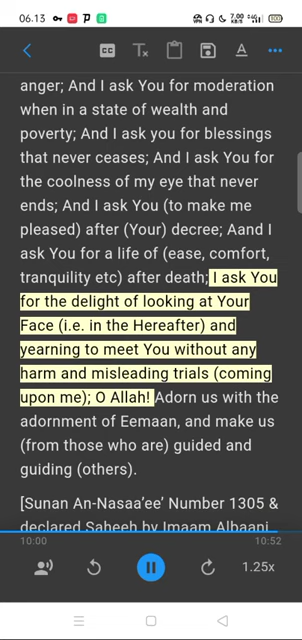 06.13
7,00 KB/S
CC
anger; And I ask You for moderation
when in a state of wealth and
poverty; And I ask you for blessings
that never ceases; And I ask You for
the coolness of my eye that never
ends; And I ask You (to make me
pleased) after (Your) decree; Aand I
ask You for a life of (ease, comfort,
tranquility etc) after death; I ask You
for the delight of looking at Your
Face (i.e. in the Hereafter) and
yearning to meet You without any
harm and misleading trials (coming
upon me); O Allah! Adorn us with the
adornment of Eemaan, and make us
(from those who are) guided and
guiding (others).
[Sunan An-Nasaa’ee’ Number 1305 &
declared Saheeh by Imaam Albaani
10:00 10:52
1.25x